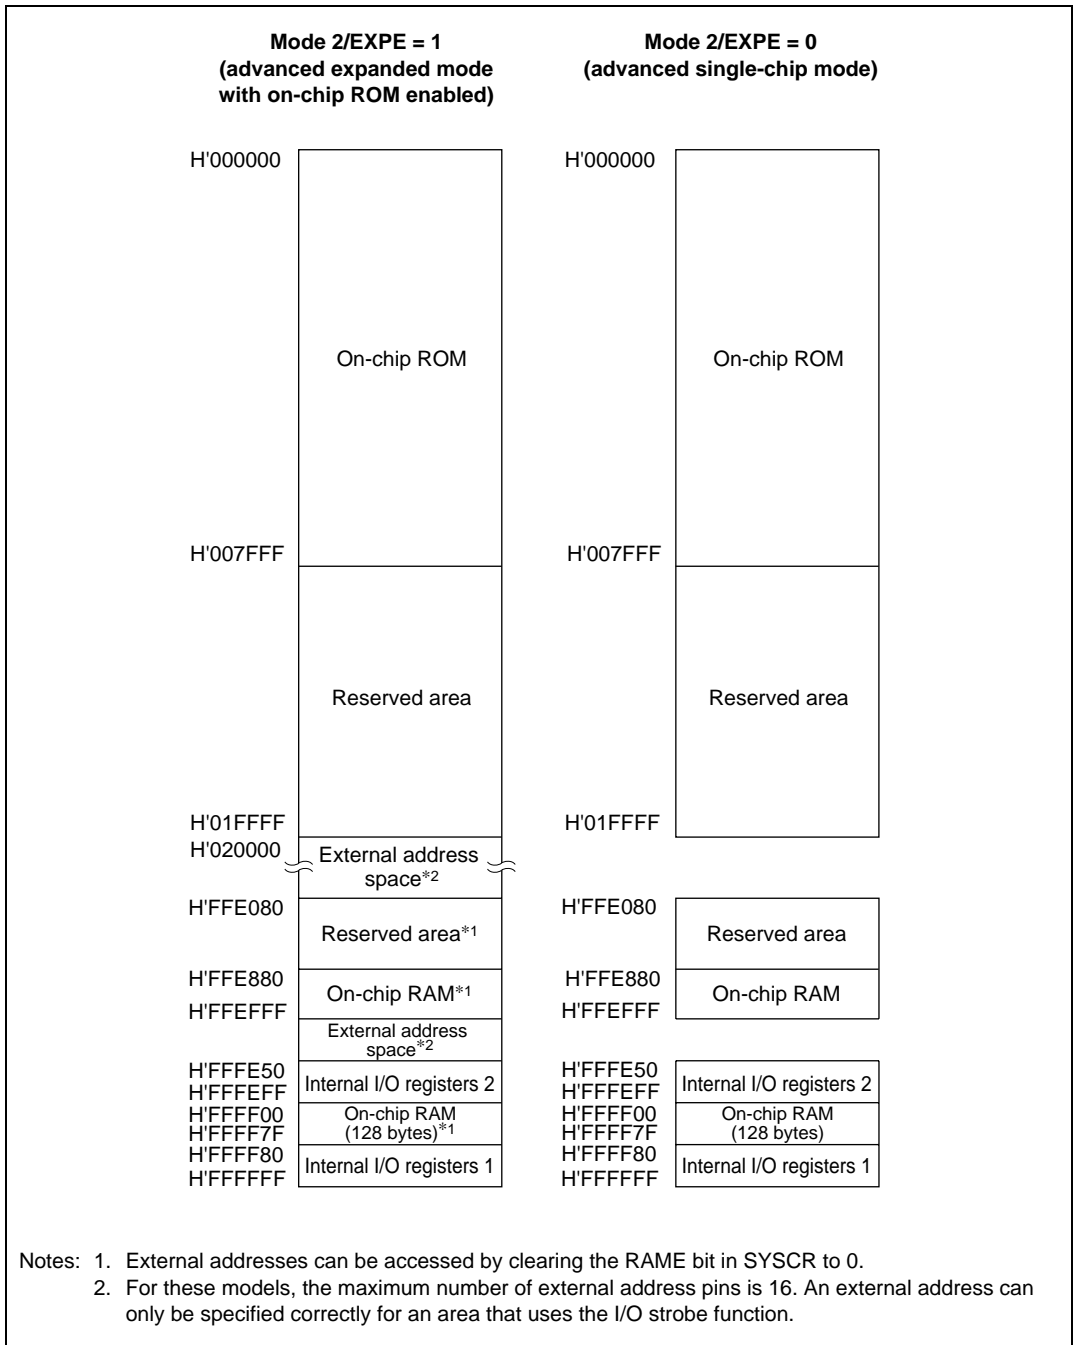 Mode 2/EXPE = 1
(advanced expanded mode
with on-chip ROM enabled)
H'000000
On-chip ROM
H'007FFF
Reserved area
H'01FFFF
H'020000
External address
space*2
H'FFE080
Reserved area*1
H'FFE880
On-chip RAM*1
H'FFEFFF
External address
space*2
H'FFFE50
Internal I/O registers 2
H'FFFEFF
H'FFFF00
On-chip RAM
(128 bytes)*1
H'FFFF7F
H'FFFF80
Internal I/O registers 1
H'FFFFFF
Mode 2/EXPE = 0
(advanced single-chip mode)
H'000000
On-chip ROM
H'007FFF
Reserved area
H'01FFFF
H'FFE080
Reserved area
H'FFE880
On-chip RAM
H'FFEFFF
H'FFFE50
Internal I/O registers 2
H'FFFEFF
H'FFFF00
On-chip RAM
(128 bytes)
H'FFFF7F
H'FFFF80
Internal I/O registers 1
H'FFFFFF
Notes: 1. External addresses can be accessed by clearing the RAME bit in SYSCR to 0.
2. For these models, the maximum number of external address pins is 16. An external address can
only be specified correctly for an area that uses the I/O strobe function.